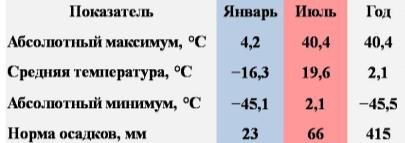 Показатель Январь Июль Год
Абсолютный максимум, °C 4,2 40,4 40,4
Средняя температура, °C −16,3 19,6 2,1
Абсолютный минимум, °C −45,1 2,1 −45,5
Норма осадков, мм 23 66 415